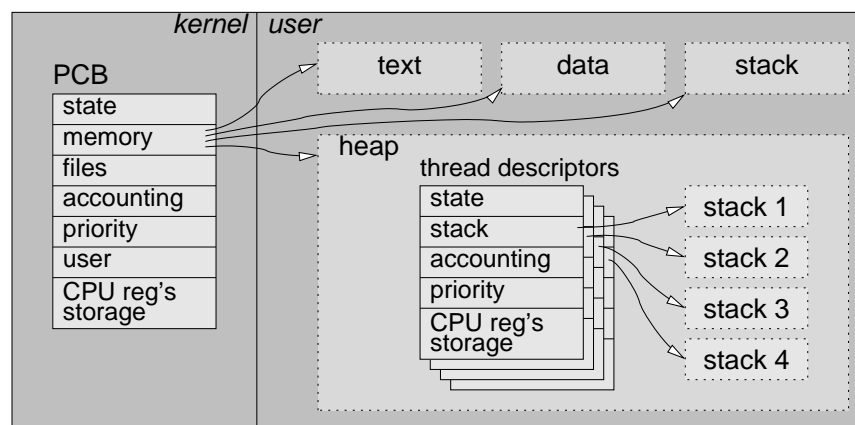 kernel
user
PCB
state
memory
files
accounting
priority
user
CPU reg's
storage
text
data
stack
heap
thread descriptors
state
stack
accounting
priority
CPU reg's
storage
stack 1
stack 2
stack 3
stack 4